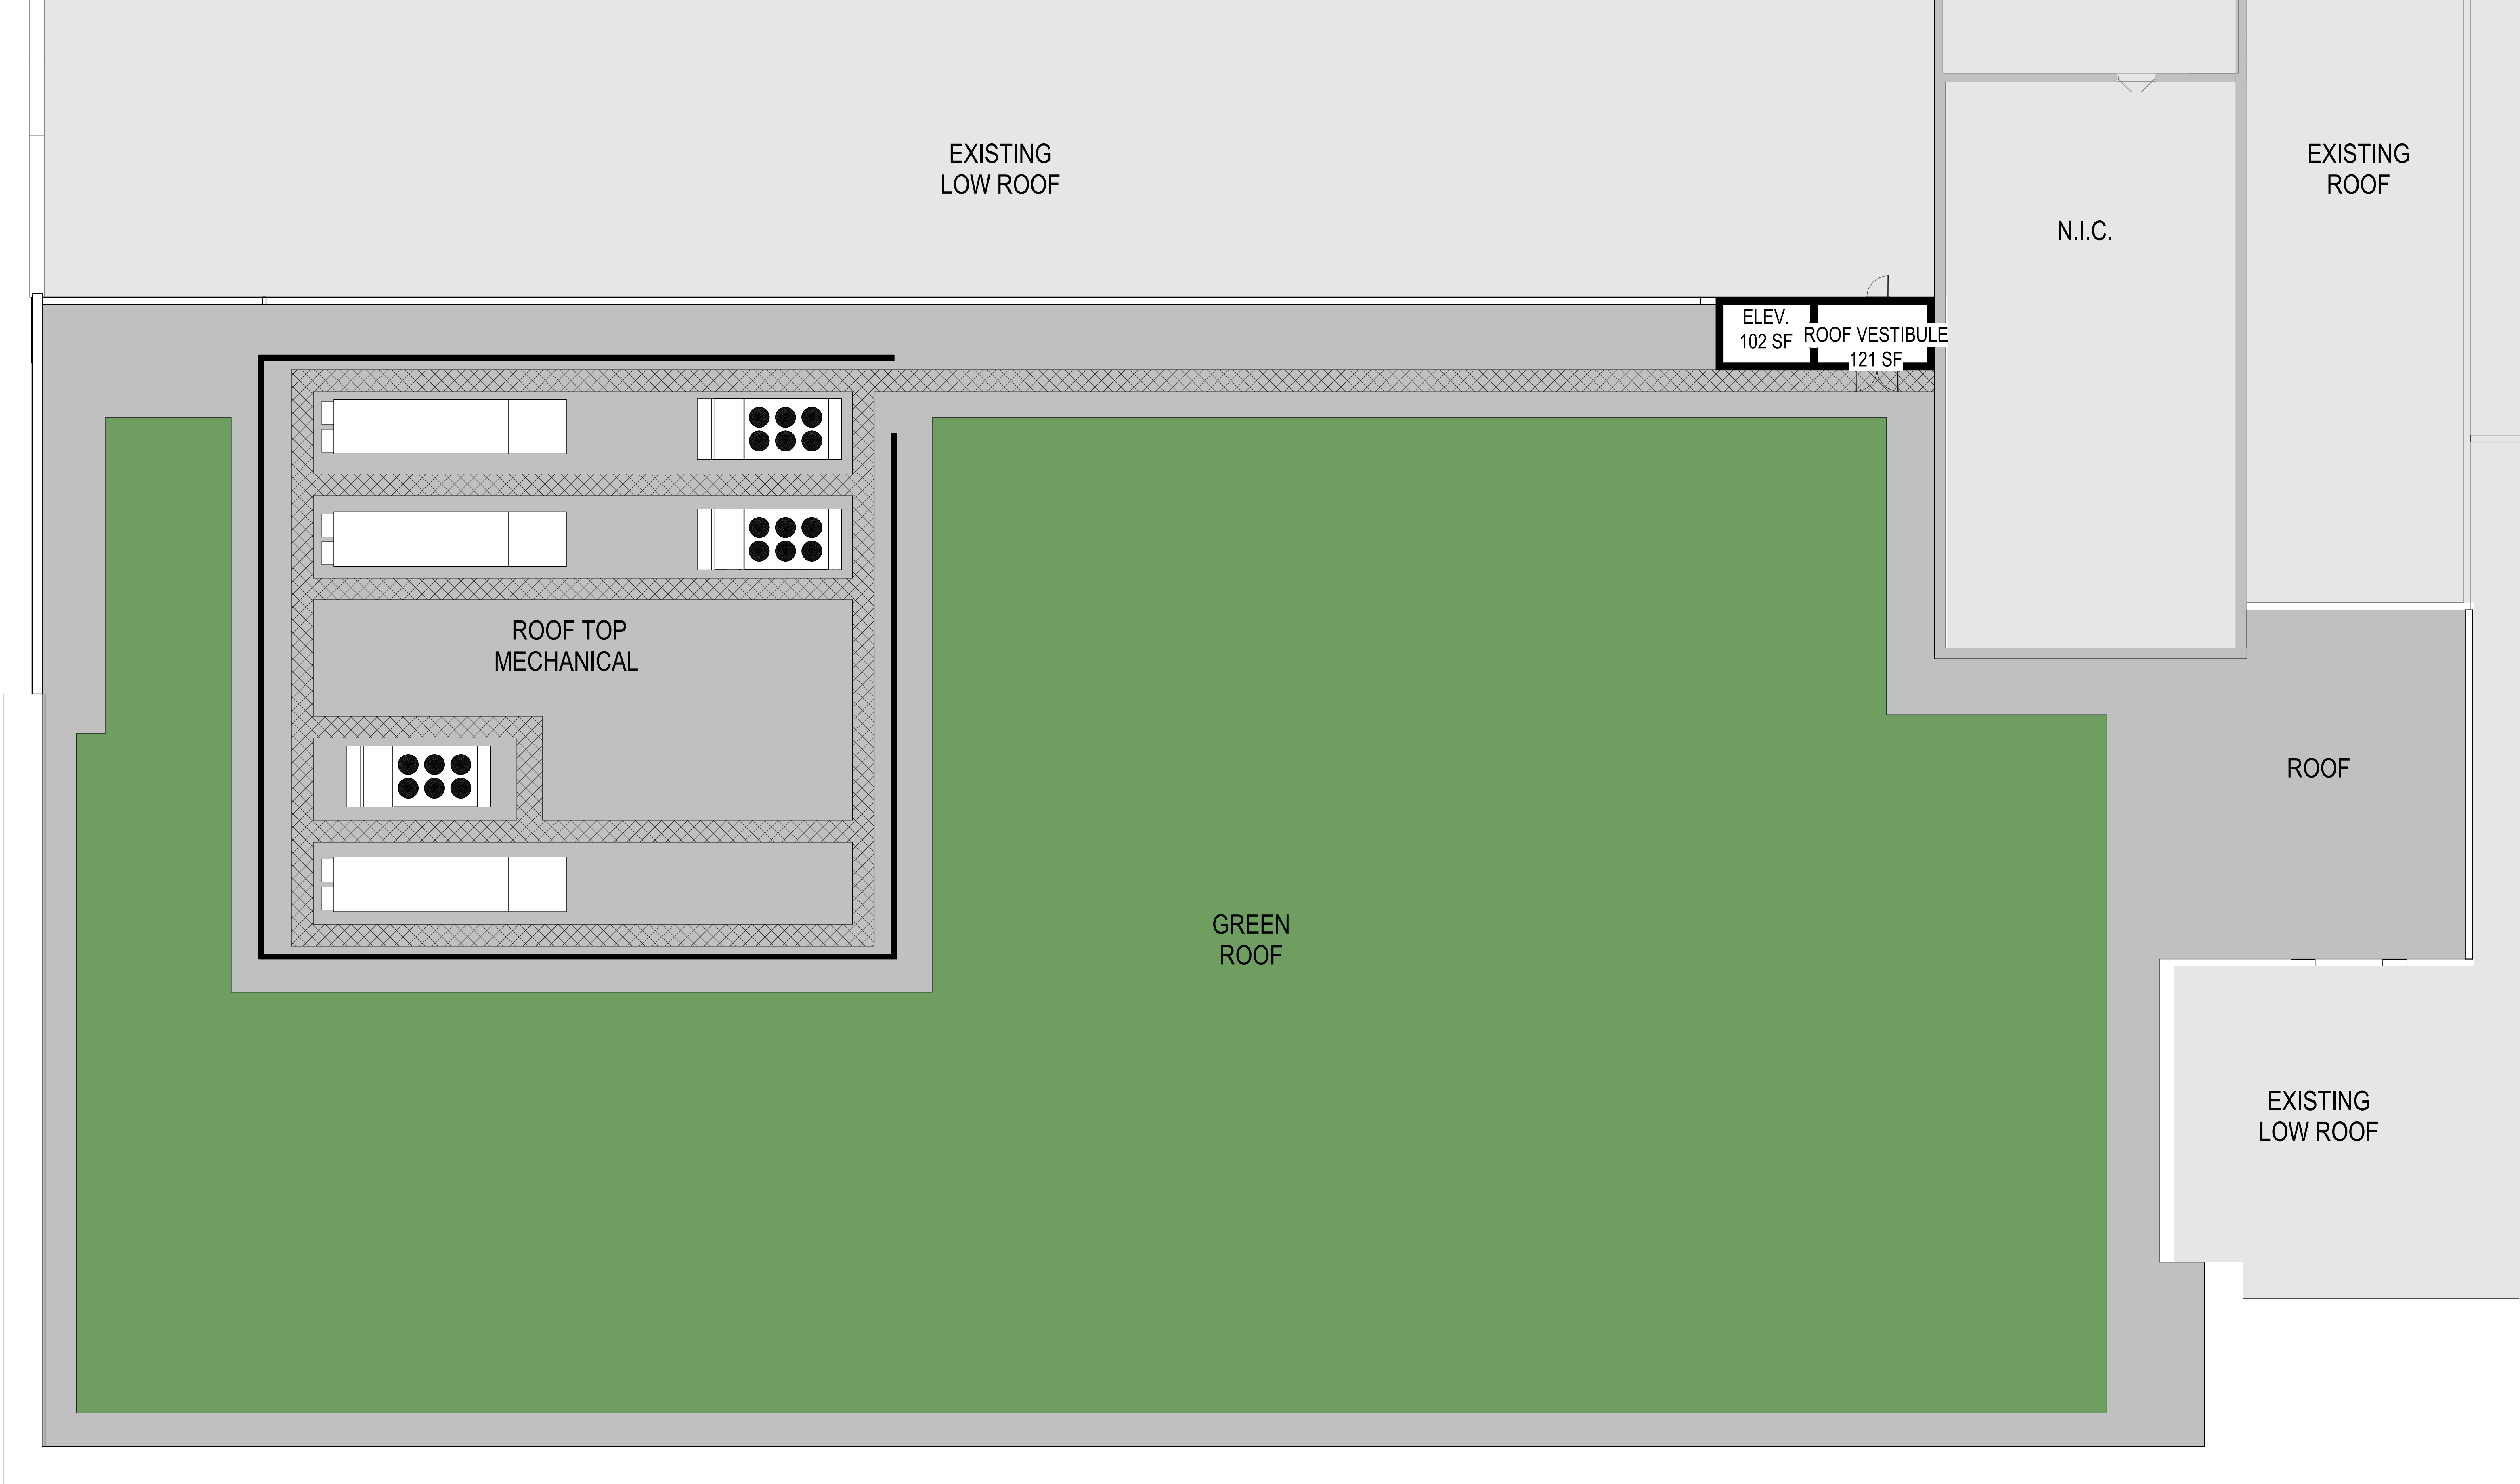 EXISTING
LOW ROOF
EXISTING
ROOF
N.I.C.
ELEV.
102 SF
ROOF VESTIBULE
121 SF
ROOF TOP
MECHANICAL
ROOF
GREEN
ROOF
EXISTING
LOW ROOF